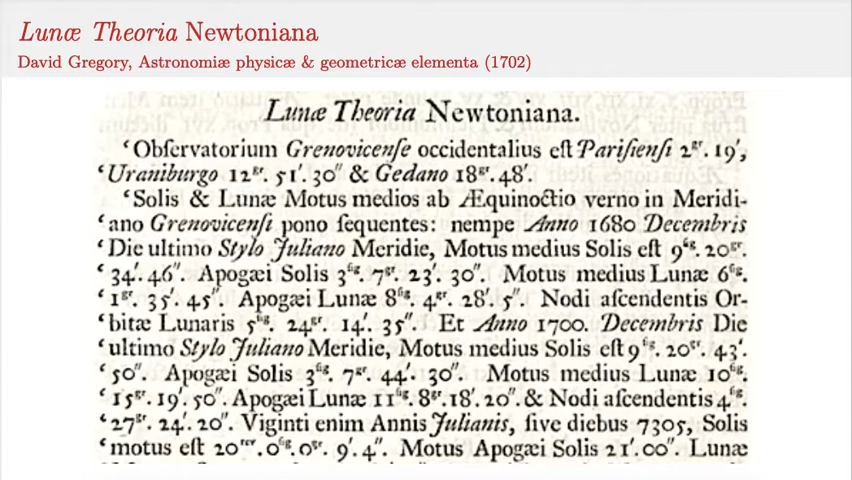 Lunæ Theoria Newtoniana
David Gregory, Astronomiæ physicæ & geometricæ elementa (1702)
Lunæ Theoria Newtoniana.
‘Obſervatorium Grenovicenſe occidentalius eſt Pariſienſi 2gr. 19′,
‘Uraniburgo 12gr. 51′. 30″ & Gedano 18gr. 48′.
‘Solis & Lunæ Motus medios ab Æquinoctio verno in Meridi-
‘ano Grenovicenſi pono ſequentes: nempe Anno 1680 Decembris
‘Die ultimo Stylo Juliano Meridie, Motus medius Solis eſt 9ſig. 20gr.
‘34′. 46″. Apogæi Solis 3ſig. 7gr. 23′. 30″. Motus medius Lunæ 6ſig.
‘1gr. 35′. 45″. Apogæi Lunæ 8ſig. 4gr. 28′. 5″. Nodi aſcendentis Or-
‘bitæ Lunaris 5ſig. 24gr. 14′. 35″. Et Anno 1700. Decembris Die
‘ultimo Stylo Juliano Meridie, Motus medius Solis eſt 9ſig. 20gr. 43′.
‘50″. Apogæi Solis 3ſig. 7gr. 44′. 30″. Motus medius Lunæ 10ſig.
‘15gr. 19′. 50″. Apogæi Lunæ 11ſig. 8gr. 18′. 20″. & Nodi aſcendentis 4ſig.
‘27gr. 24′. 20″. Viginti enim Annis Julianis, ſive diebus 7305, Solis
‘motus eſt 20rev. 0ſig. 0gr. 9′. 4″. Motus Apogæi Solis 21′. 00″. Lunæ